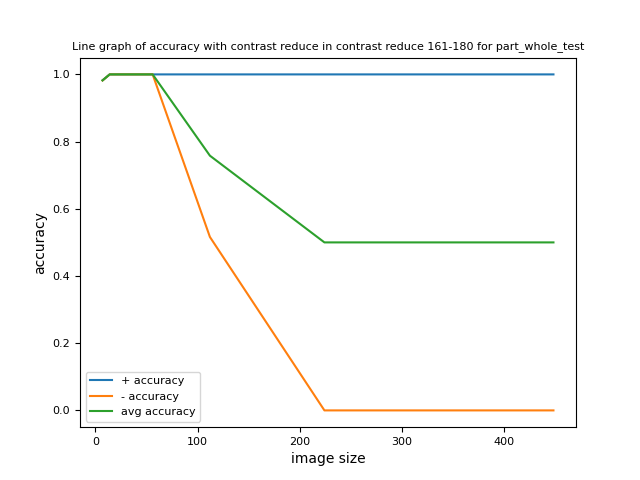 Line graph of accuracy with contrast reduce in contrast reduce 161-180 for part_whole_test
1.0
0.8
0.6
0.4
0.2
0.0
accuracy
+ accuracy
- accuracy
avg accuracy
0 100 200 300 400
image size